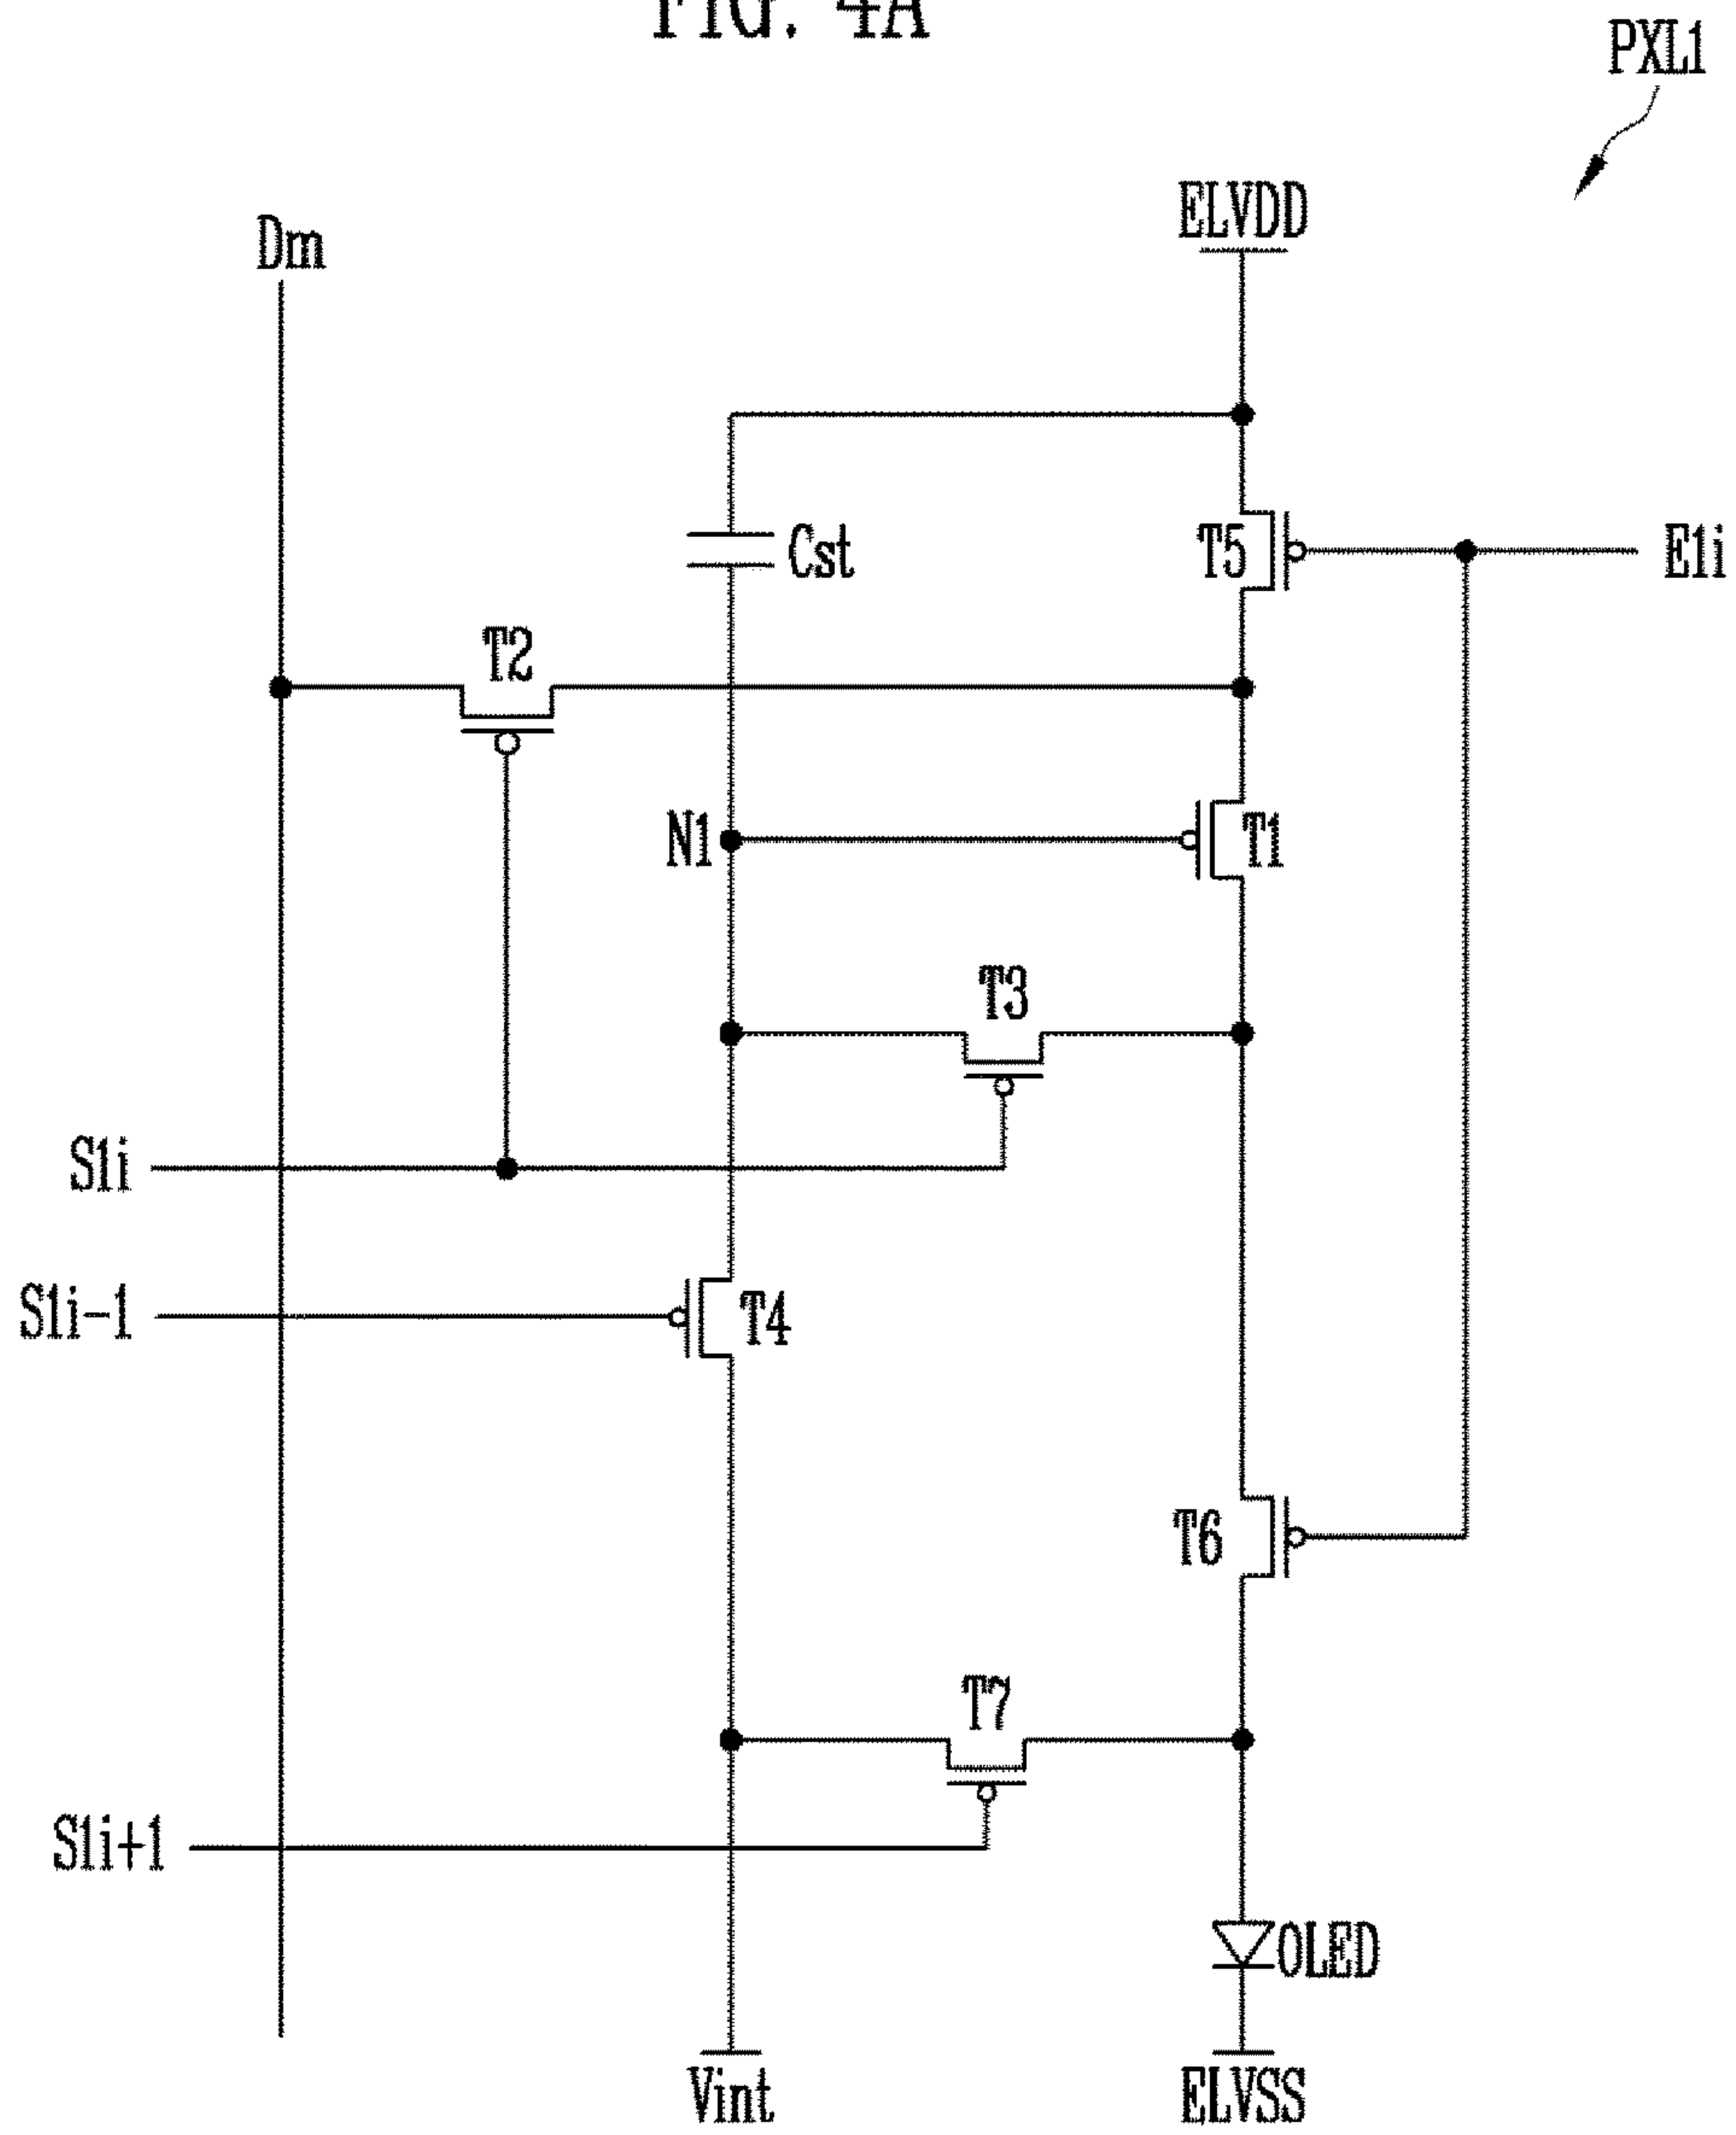 FIG. 4A
PXL1
ELVDD
Dm
Cst
T5
E1i
T2
N1
T1
T3
S1i
S1i-1
T4
T6
T7
S1i+1
OLED
Vint
ELVSS